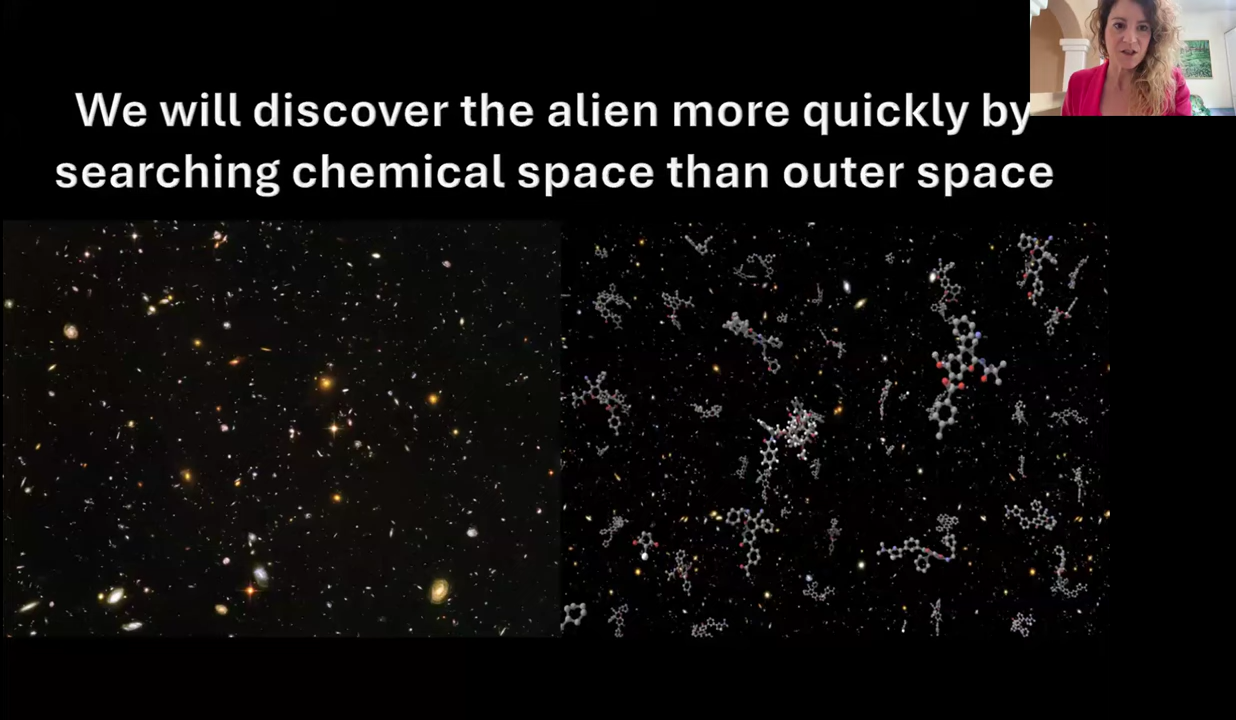 We will discover the alien more quickly by
searching chemical space than outer space